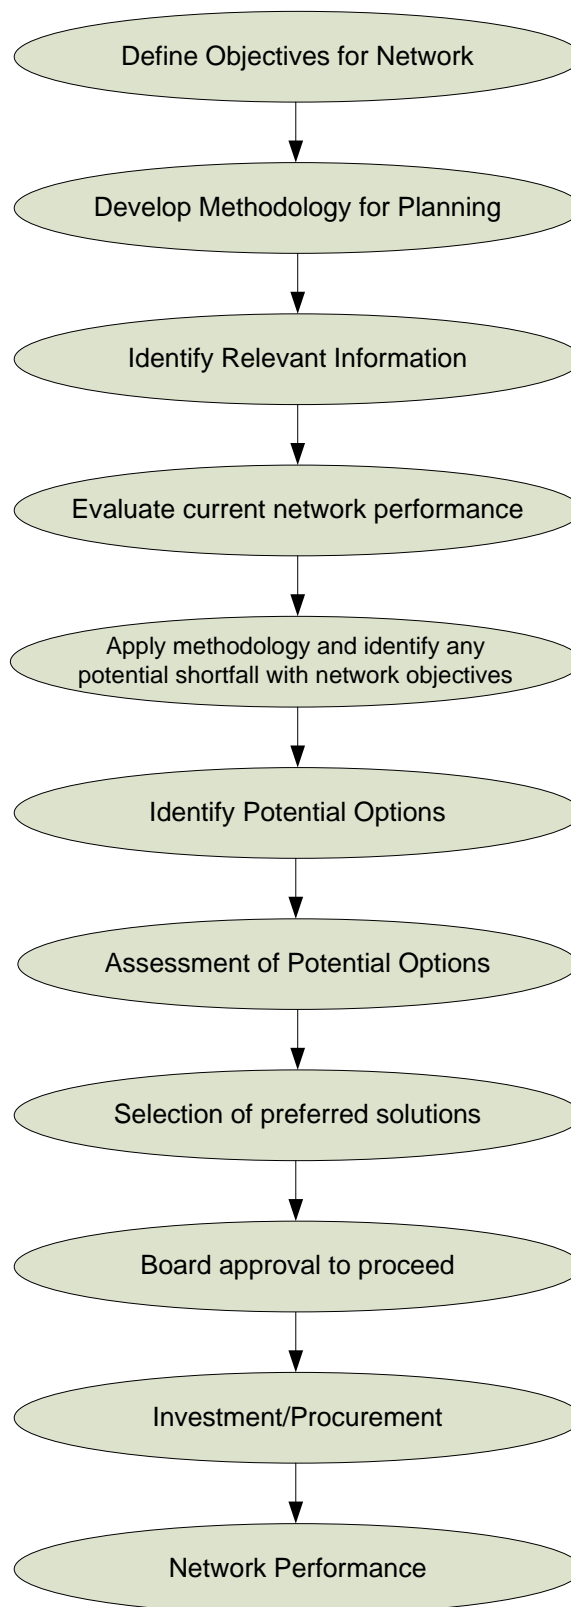 Define Objectives for Network
Develop Methodology for Planning
Identify Relevant Information
Evaluate current network performance
Apply methodology and identify any
potential shortfall with network objectives
Identify Potential Options
Assessment of Potential Options
Selection of preferred solutions
Board approval to proceed
Investment/Procurement
Network Performance